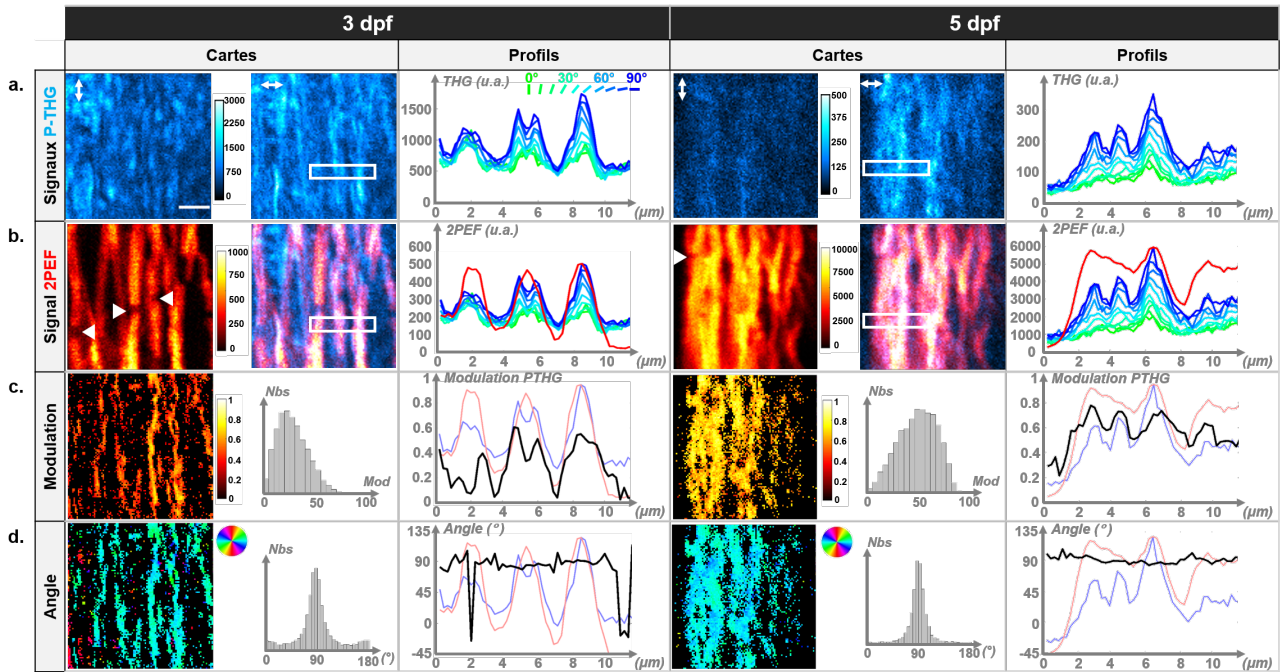 3 dpf 5 dpf
Cartes Profils Cartes Profils
a.
Signaux P-THG
3000
2250
1500
750
0
THG (u.a.)
0° 30° 60° 90°
1500
1000
500
0
0 2 4 6 8 10 (µm)
500
375
250
125
0
THG (u.a.)
300
200
100
0
0 2 4 6 8 10 (µm)
b.
Signal 2PEF
1000
750
500
250
0
2PEF (u.a.)
600
500
400
300
200
100
0
0 2 4 6 8 10 (µm)
10000
7500
5000
2500
0
2PEF (u.a.)
6000
5000
4000
3000
2000
1000
0
0 2 4 6 8 10 (µm)
c.
Modulation
1
0.8
0.6
0.4
0.2
0
Nbs
0 50 100
Mod
Modulation PTHG
1
0.8
0.6
0.4
0.2
0
0 2 4 6 8 10 (µm)
1
0.8
0.6
0.4
0.2
0
Nbs
0 50 100
Mod
Modulation PTHG
1
0.8
0.6
0.4
0.2
0
0 2 4 6 8 10 (µm)
d.
Angle
Nbs
0 90 180 (°)
Angle (°)
135
90
45
0
-45
0 2 4 6 8 10 (µm)
Nbs
0 90 180 (°)
Angle (°)
135
90
45
0
-45
0 2 4 6 8 10 (µm)